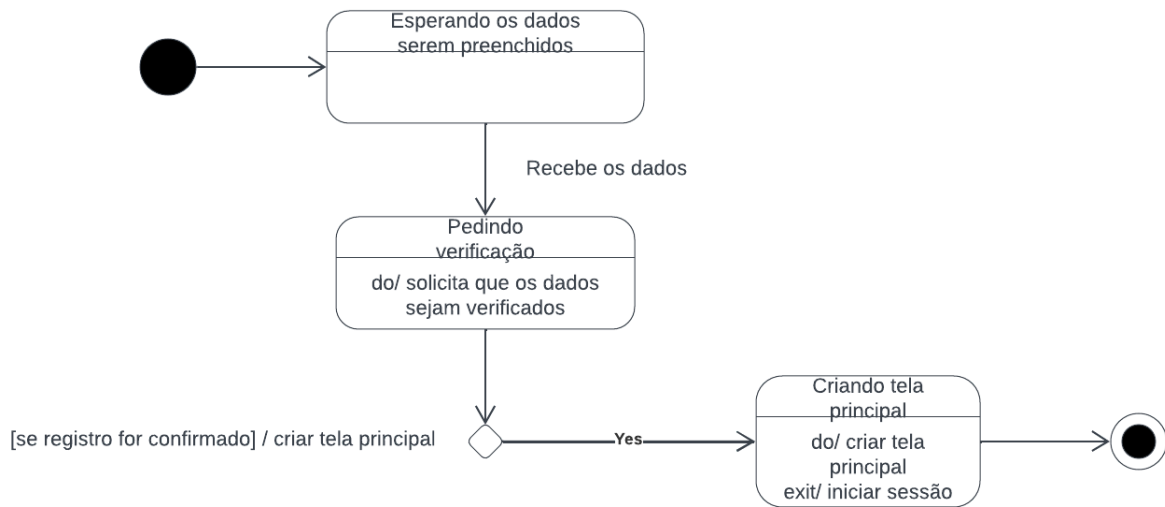 Esperando os dados
serem preenchidos
Recebe os dados
Pedindo
verificação
do/ solicita que os dados
sejam verificados
[se registro for confirmado] / criar tela principal
Yes
Criando tela
principal
do/ criar tela
principal
exit/ iniciar sessão